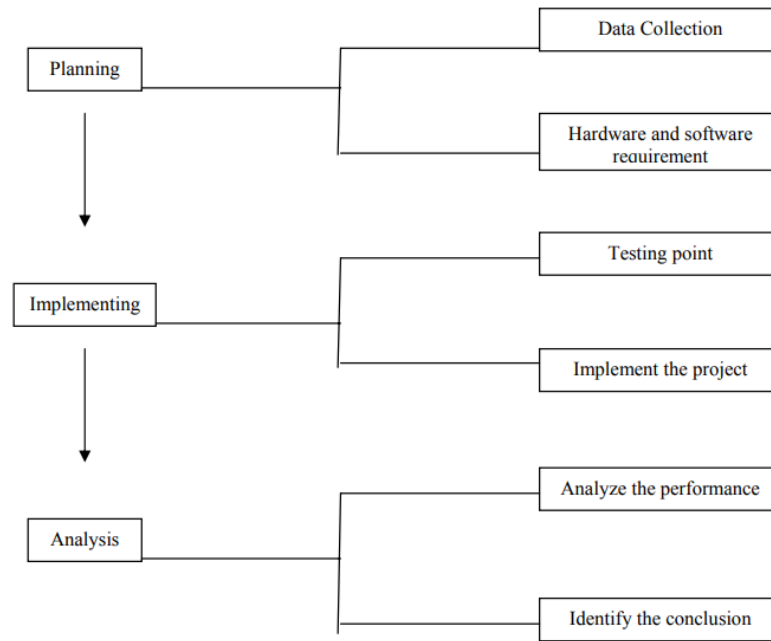 Data Collection
Planning
Hardware and software
requirement
Testing point
Implementing
Implement the project
Analyze the performance
Analysis
Identify the conclusion